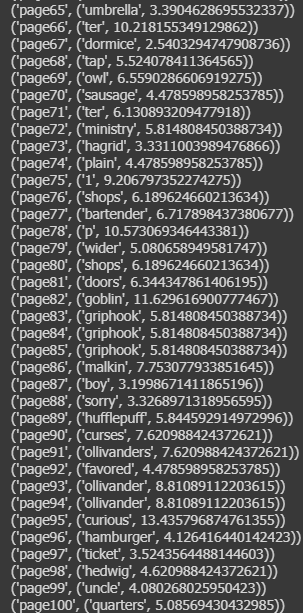 ('page65', ('umbrella', 3.3904628695532337))
('page66', ('ter', 10.218155349129862))
('page67', ('dormice', 2.5403294747908736))
('page68', ('tap', 5.524078411364565))
('page69', ('owl', 6.5590286606919275))
('page70', ('sausage', 4.478598958253785))
('page71', ('ter', 6.130893209477918))
('page72', ('ministry', 5.814808450388734))
('page73', ('hagrid', 3.3311003989476866))
('page74', ('plain', 4.478598958253785))
('page75', ('1', 9.206797352274275))
('page76', ('shops', 6.189624660213634))
('page77', ('bartender', 6.717898437380677))
('page78', ('p', 10.573069346443381))
('page79', ('wider', 5.080658949581747))
('page80', ('shops', 6.189624660213634))
('page81', ('doors', 6.344347861406195))
('page82', ('goblin', 11.629616900777467))
('page83', ('griphook', 5.814808450388734))
('page84', ('griphook', 5.814808450388734))
('page85', ('griphook', 5.814808450388734))
('page86', ('malkin', 7.753077933851645))
('page87', ('boy', 3.1998671411865196))
('page88', ('sorry', 3.3268971318956595))
('page89', ('hufflepuff', 5.844592914972996))
('page90', ('curses', 7.620988424372621))
('page91', ('ollivanders', 7.620988424372621))
('page92', ('favored', 4.478598958253785))
('page93', ('ollivander', 8.81089112203615))
('page94', ('ollivander', 8.81089112203615))
('page95', ('curious', 13.435796874761355))
('page96', ('hamburger', 4.126416440142423))
('page97', ('ticket', 3.5243564488144603))
('page98', ('hedwig', 4.620988424372621))
('page99', ('uncle', 4.080268025950423))
('page100', ('quarters', 5.085694304432985))